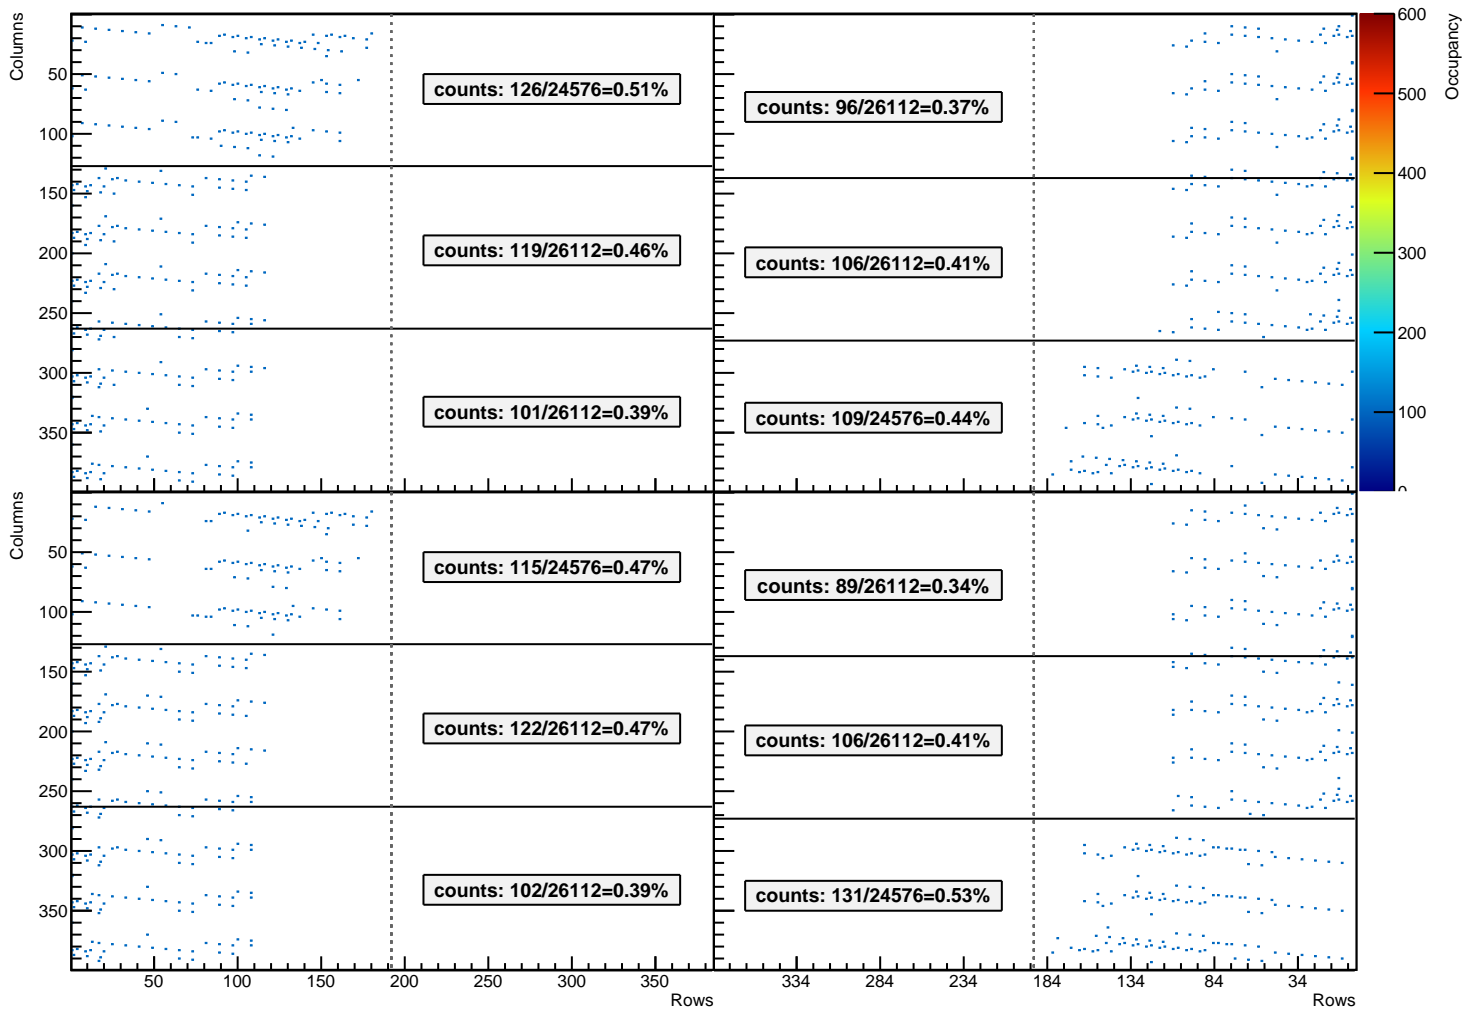 Columns
50
100
150
200
250
300
350
counts: 126/24576=0.51%
counts: 119/26112=0.46%
counts: 101/26112=0.39%
counts: 96/26112=0.37%
counts: 106/26112=0.41%
counts: 109/24576=0.44%
600
500
400
300
200
100
0
Occupancy
Columns
50
100
150
200
250
300
350
counts: 115/24576=0.47%
counts: 122/26112=0.47%
counts: 102/26112=0.39%
counts: 89/26112=0.34%
counts: 106/26112=0.41%
counts: 131/24576=0.53%
50 100 150 200 250 300 350
Rows
334 284 234 184 134 84 34
Rows